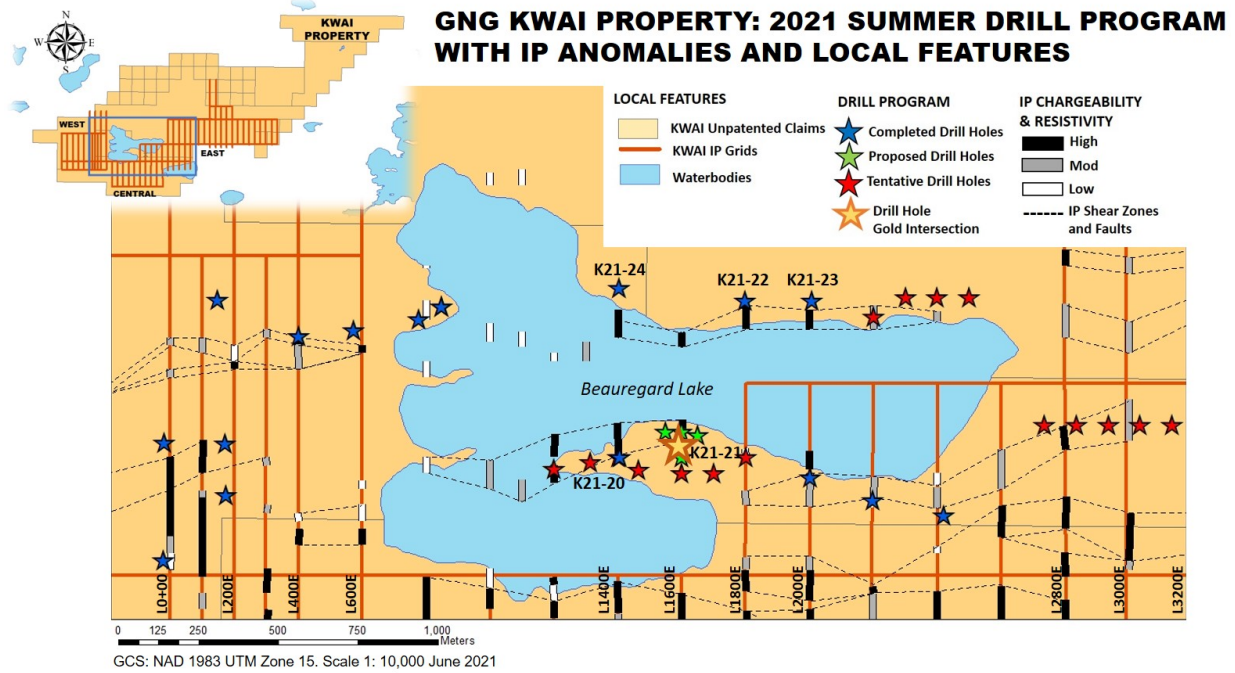 GNG KWAI PROPERTY: 2021 SUMMER DRILL PROGRAM
WITH IP ANOMALIES AND LOCAL FEATURES
N
W
E
S
KWAI
PROPERTY
WEST
EAST
CENTRAL
LOCAL FEATURES
KWAI Unpatented Claims
KWAI IP Grids
Waterbodies
DRILL PROGRAM
Completed Drill Holes
Proposed Drill Holes
Tentative Drill Holes
Drill Hole
Gold Intersection
IP CHARGEABILITY
& RESISTIVITY
High
Mod
Low
IP Shear Zones
and Faults
K21-24
K21-22
K21-23
Beauregard Lake
K21-21
K21-20
L0+00
L200E
L400E
L600E
L1400E
L1600E
L1800E
L2000E
L2800E
L3000E
L3200E
0 125 250 500 750 1,000
Meters
GCS: NAD 1983 UTM Zone 15. Scale 1: 10,000 June 2021